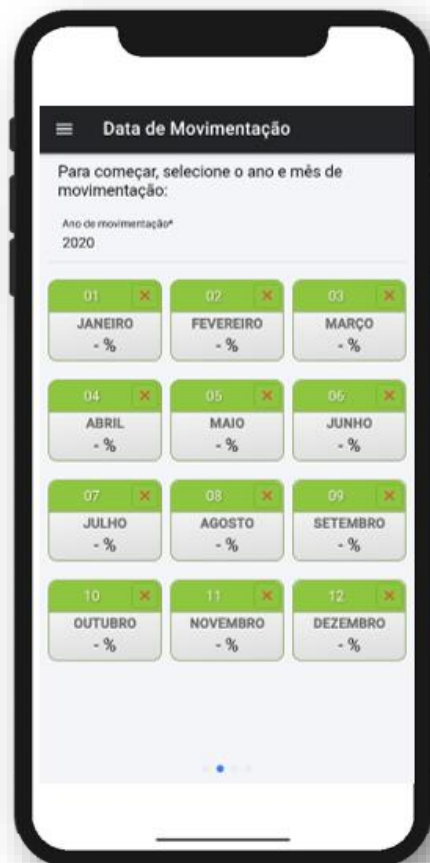 Data de Movimentação
Para começar, selecione o ano e mês de
movimentação:
Ano de movimentação*
2020
01 02 03
JANEIRO FEVEREIRO MARÇO
- % - % - %
04 05 06
ABRIL MAIO JUNHO
- % - % - %
07 08 09
JULHO AGOSTO SETEMBRO
- % - % - %
10 11 12
OUTUBRO NOVEMBRO DEZEMBRO
- % - % - %